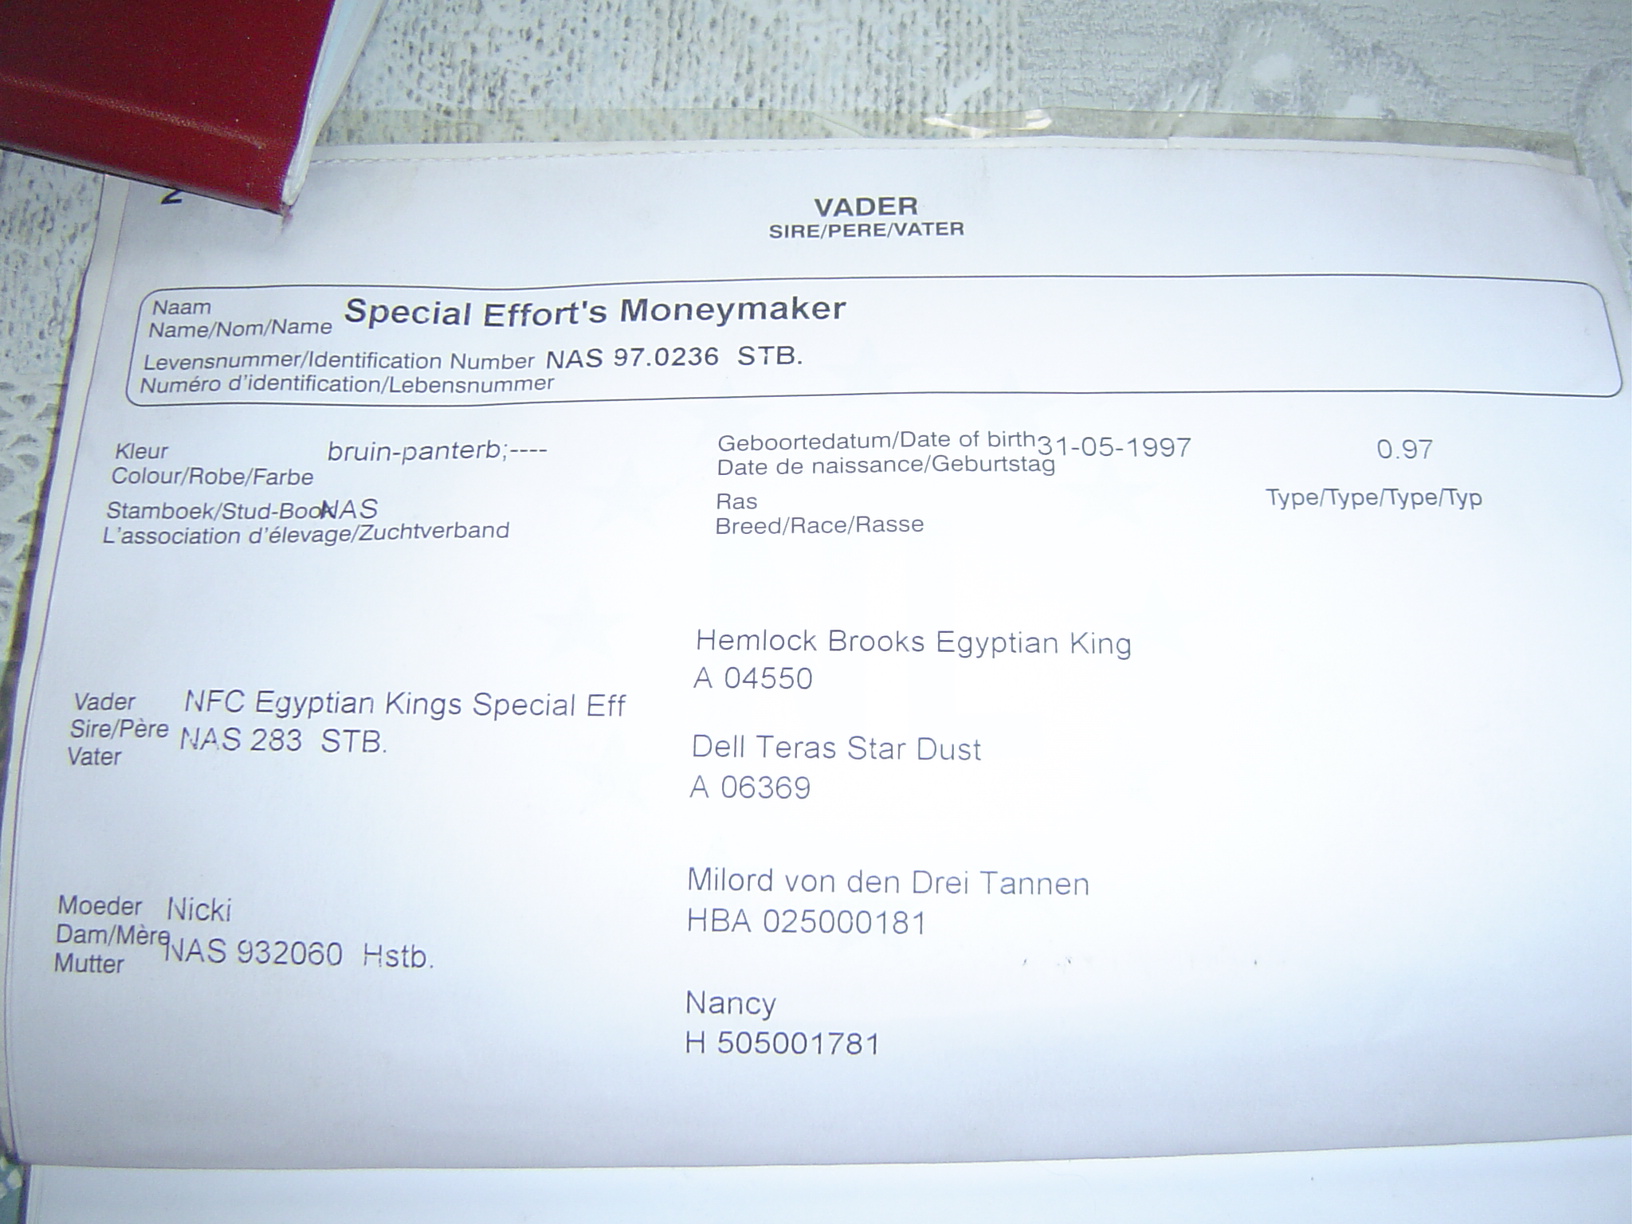 2
VADER
SIRE/PERE/VATER
Naam
Name/Nom/Name Special Effort's Moneymaker
Levensnummer/Identification Number NAS 97.0236 STB.
Numéro d'identification/Lebensnummer
Kleur bruin-panterb;----
Colour/Robe/Farbe
Geboortedatum/Date of birth 31-05-1997 0.97
Date de naissance/Geburtstag
Stamboek/Stud-Book NAS
L'association d'élevage/Zuchtverband
Ras
Breed/Race/Rasse
Type/Type/Type/Typ
Hemlock Brooks Egyptian King
A 04550
Vader NFC Egyptian Kings Special Eff
Sire/Père NAS 283 STB.
Vater
Dell Teras Star Dust
A 06369
Milord von den Drei Tannen
HBA 025000181
Moeder Nicki
Dam/Mère NAS 932060 Hstb.
Mutter
Nancy
H 505001781